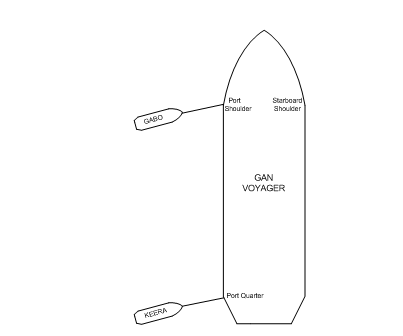 Port
Shoulder
Starboard
Shoulder
GABO
GAN
VOYAGER
Port Quarter
KEERA